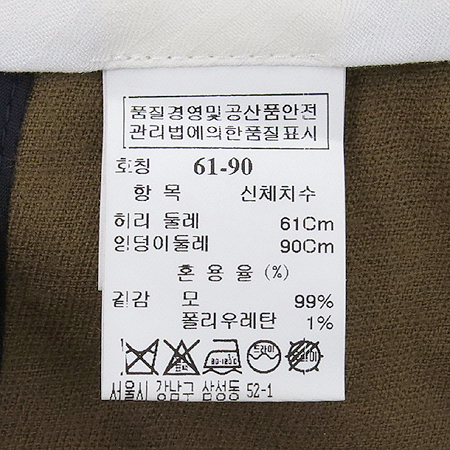 품질경영및공산품안전
관리법에의한품질표시
호칭 61-90
항 목 신체치수
허리 둘레 61Cm
엉덩이둘레 90Cm
혼 용 율 (%)
겉감 모 99%
폴리우레탄 1%
드라이
서울시 강남구 삼성동 52-1